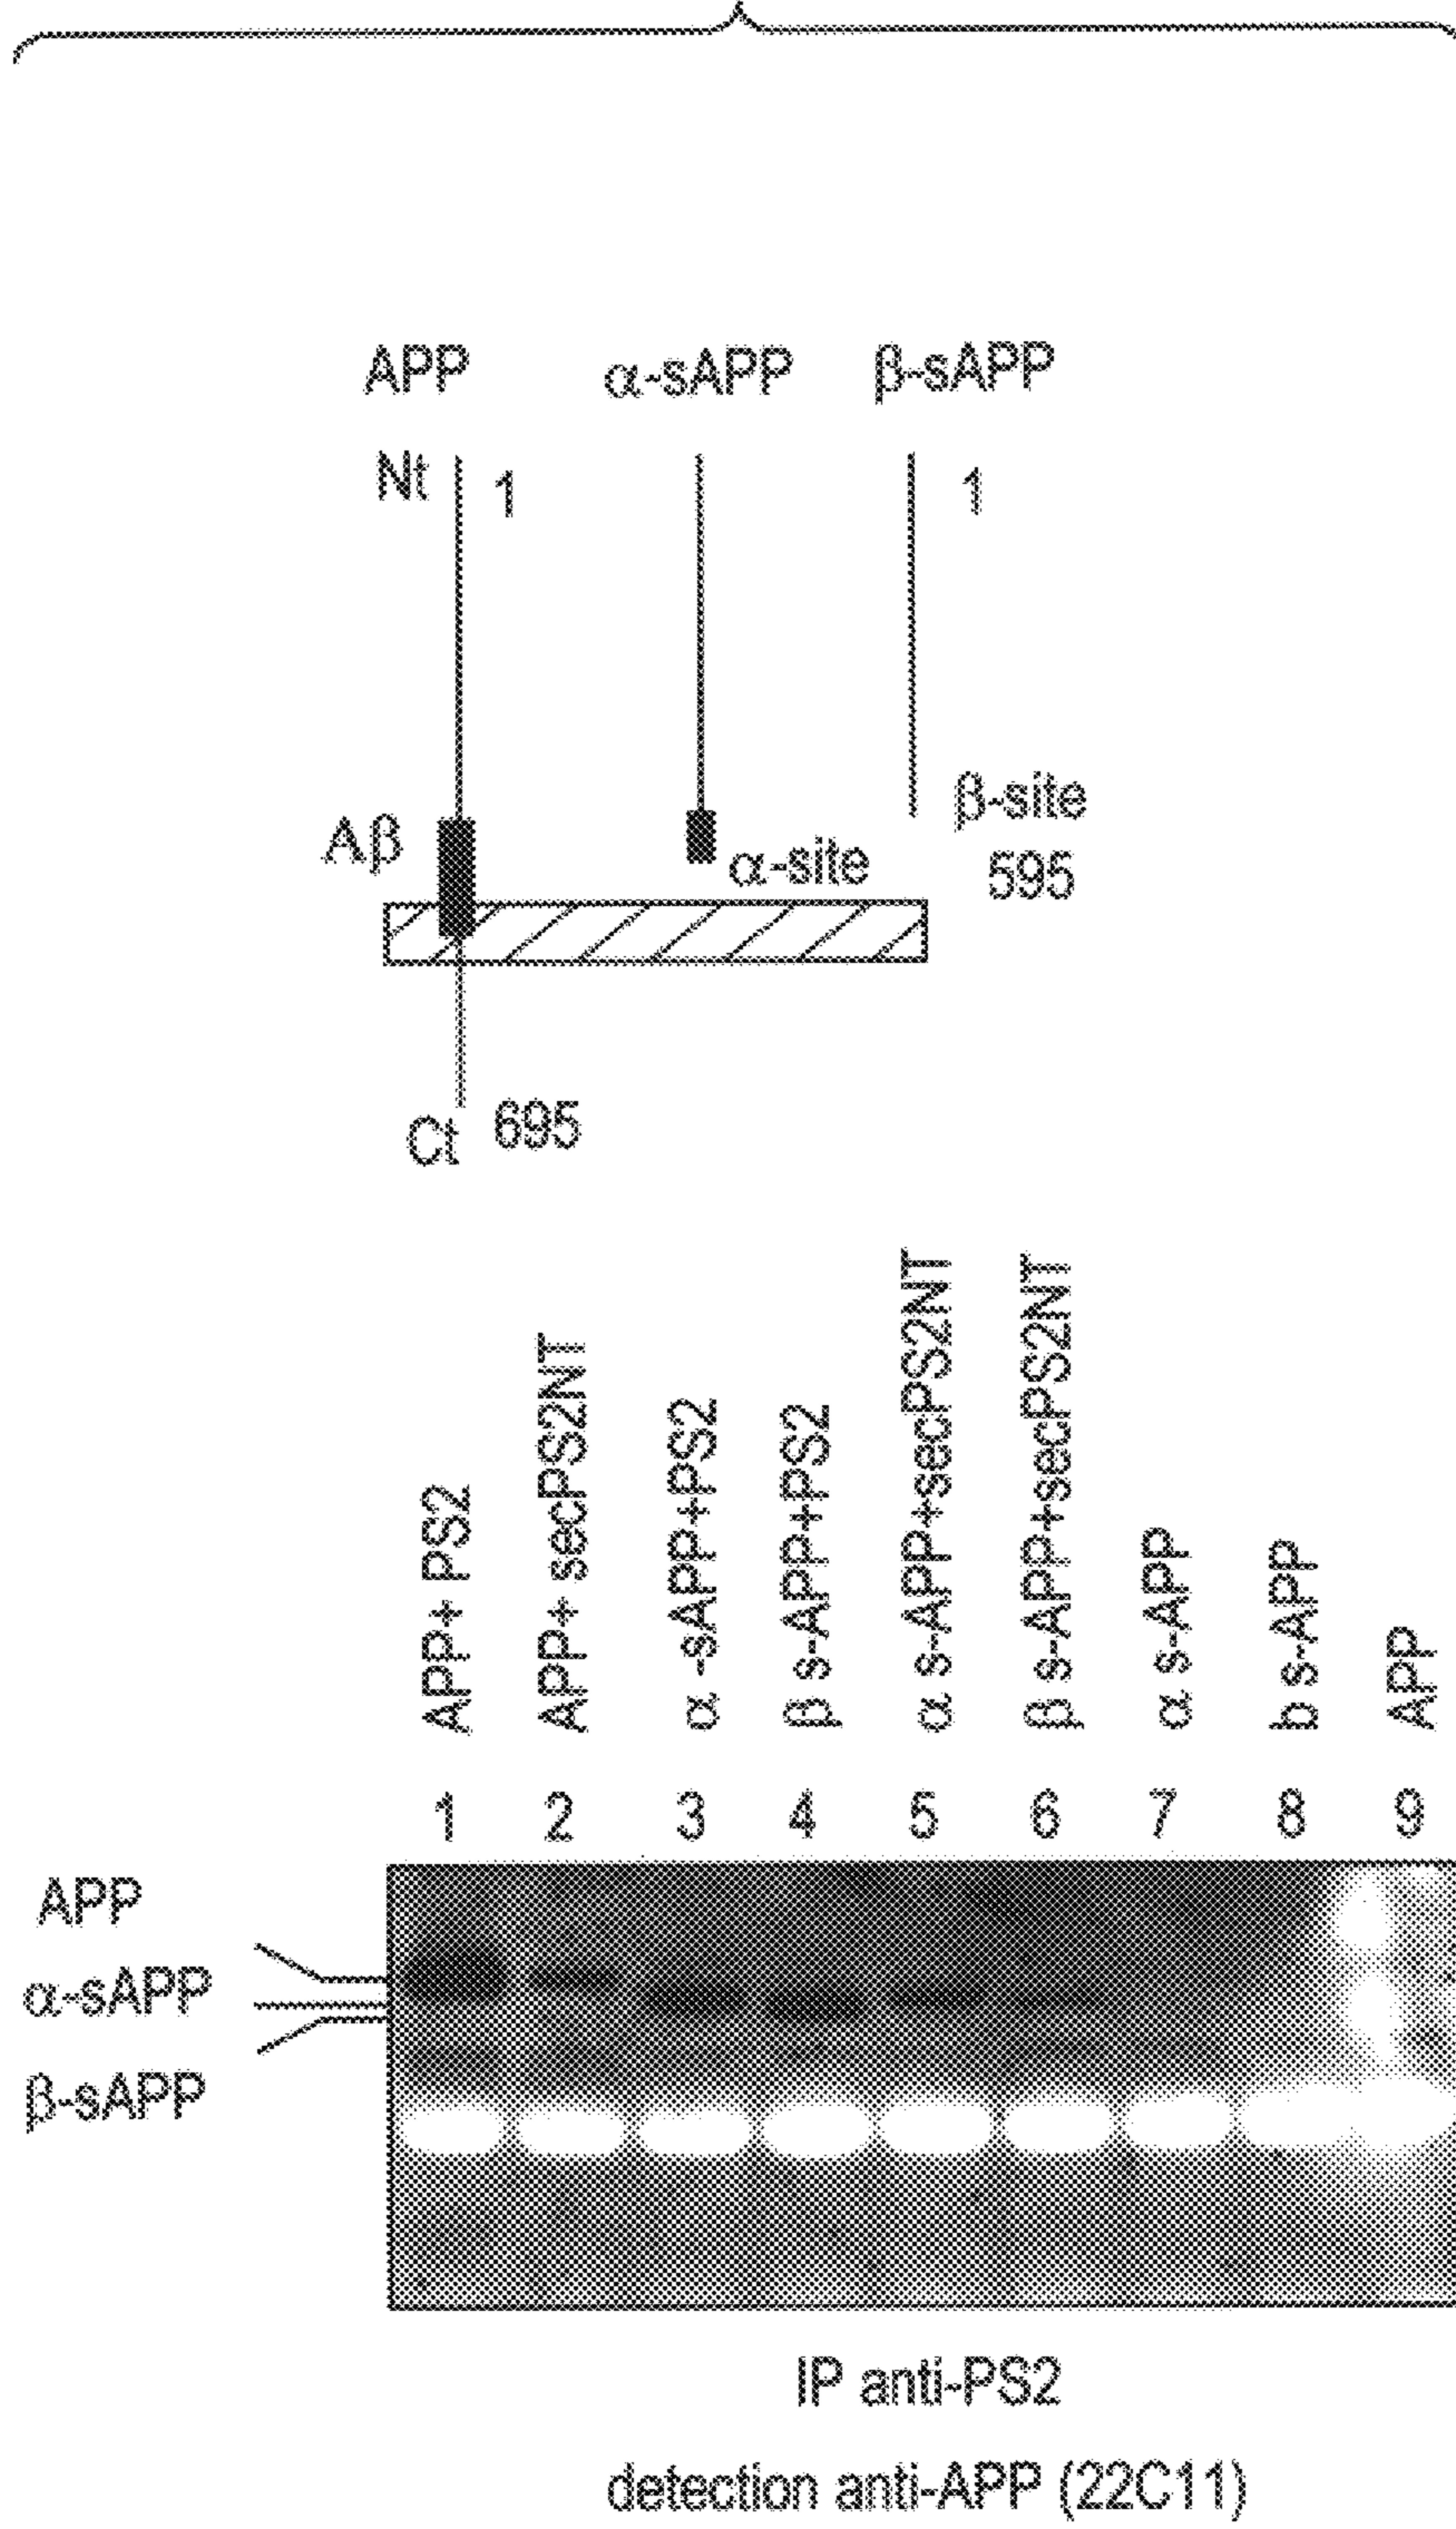 APP α-sAPP β-sAPP
Nt 1 1
Aβ
β-site
α-site 595
Ct 695
APP+ PS2
APP+ secPS2NT
α -sAPP+PS2
β s-APP+PS2
α s-APP+secPS2NT
β s-APP+secPS2NT
α s-APP
b s-APP
APP
1 2 3 4 5 6 7 8 9
APP
α-sAPP
β-sAPP
IP anti-PS2
detection anti-APP (22C11)